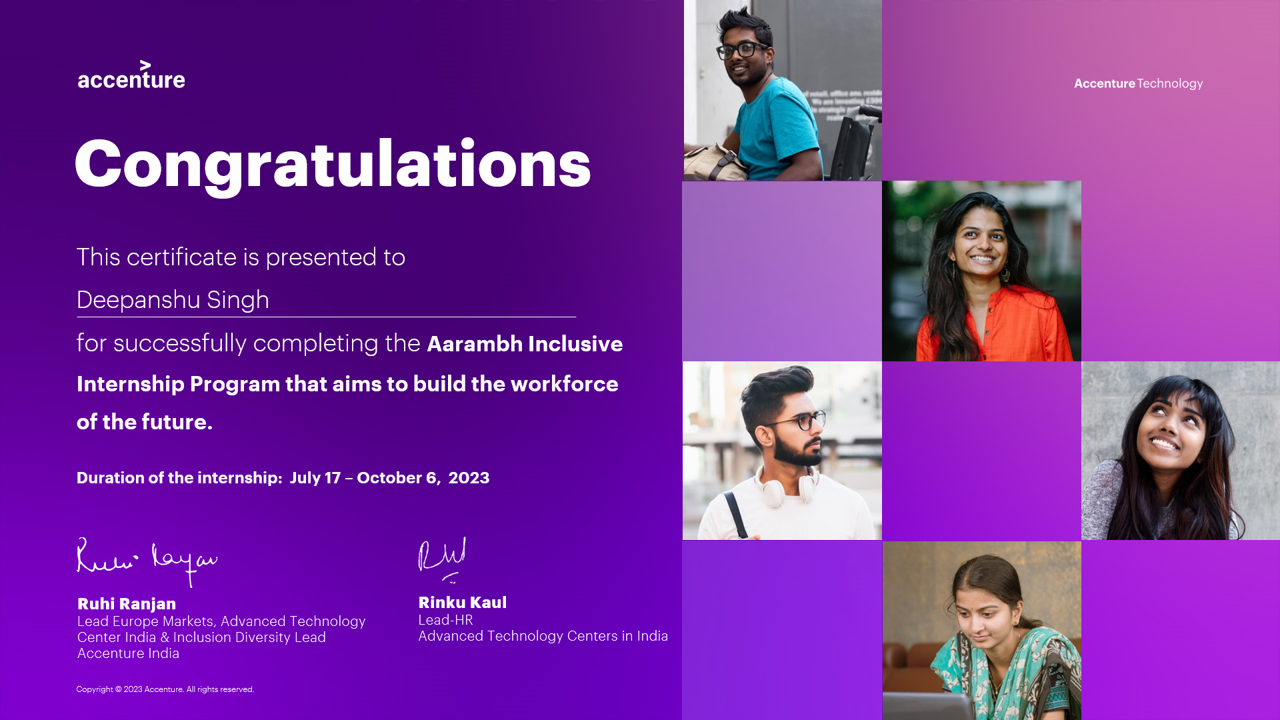 accenture
Accenture Technology
Congratulations
This certificate is presented to
Deepanshu Singh
for successfully completing the Aarambh Inclusive
Internship Program that aims to build the workforce
of the future.
Duration of the internship: July 17 – October 6, 2023
Ruhi Ranjan
Lead Europe Markets, Advanced Technology
Center India & Inclusion Diversity Lead
Accenture India
Rinku Kaul
Lead-HR
Advanced Technology Centers in India
Copyright © 2023 Accenture. All rights reserved.